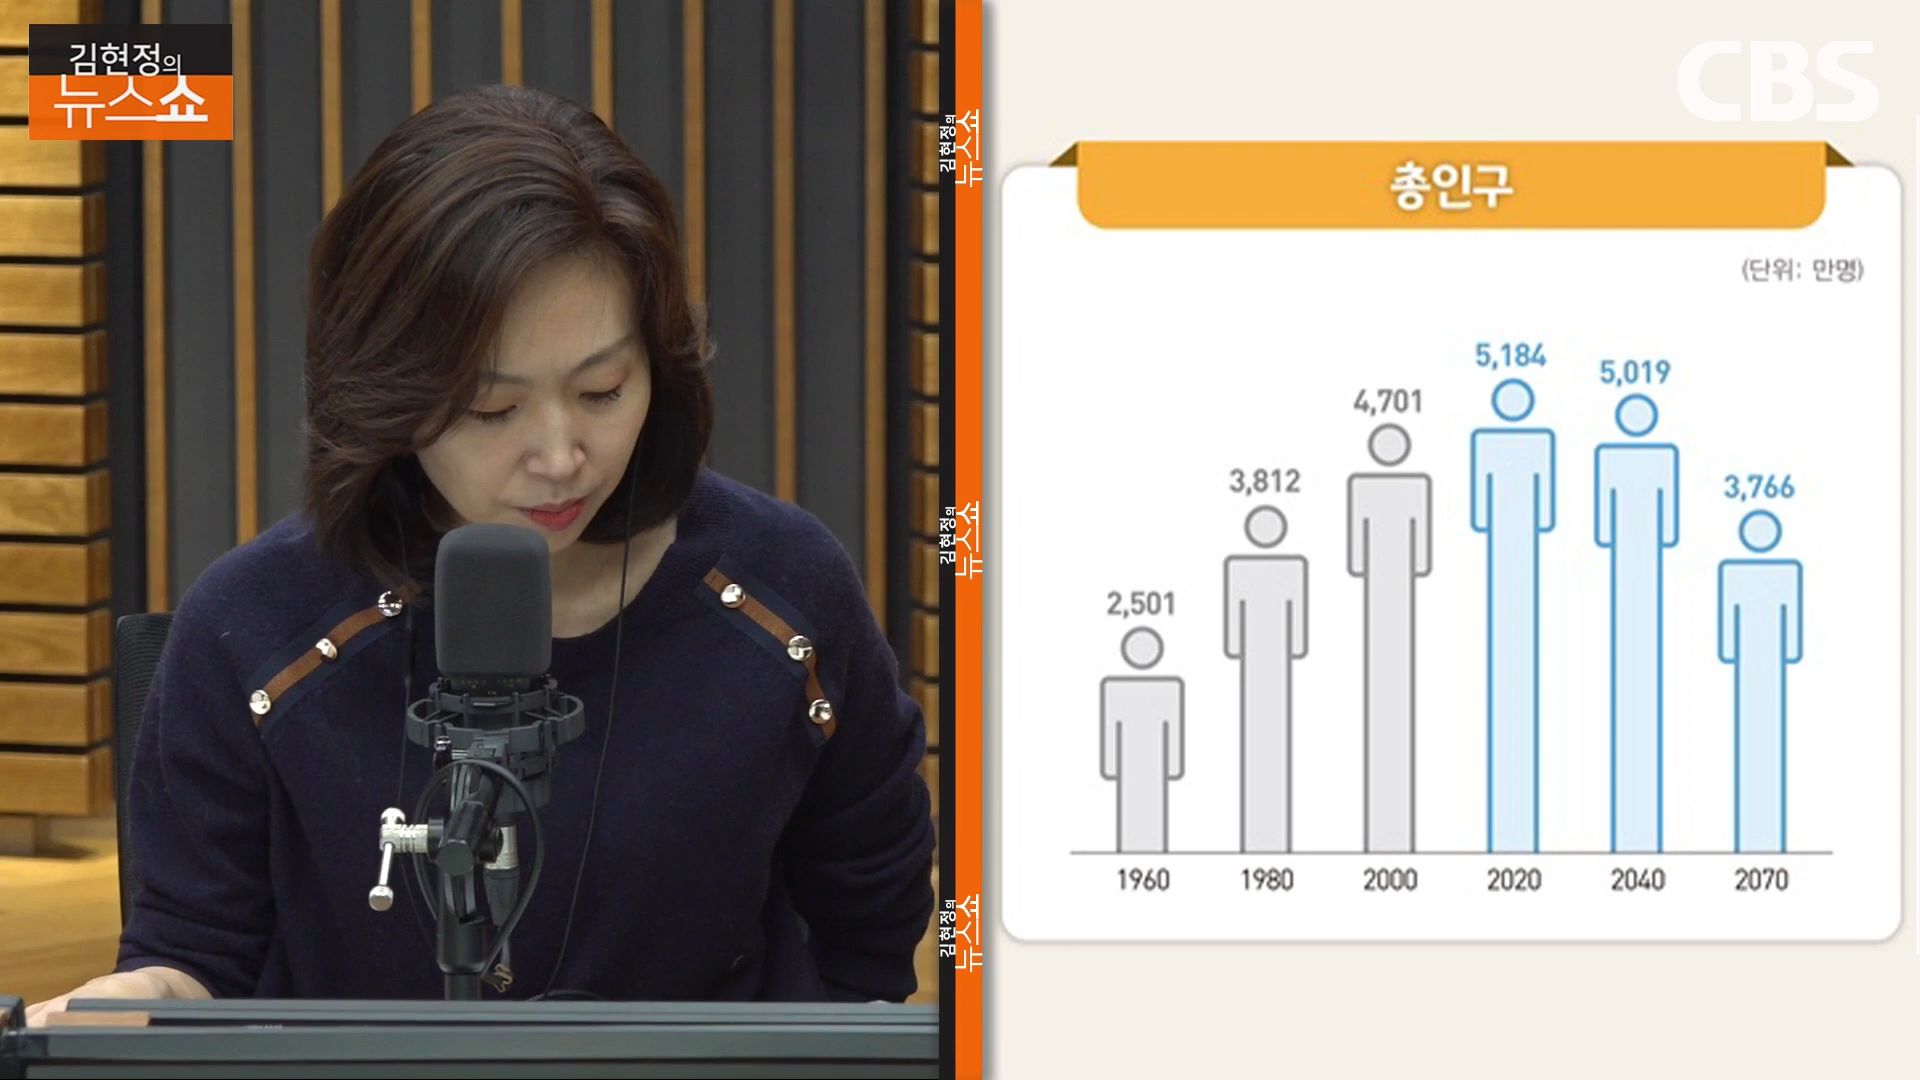 김현정의
뉴스쇼
김현정의
뉴스쇼
김현정의
뉴스쇼
김현정의
뉴스쇼
CBS
총인구
(단위: 만명)
2,501
3,812
4,701
5,184
5,019
3,766
1960
1980
2000
2020
2040
2070